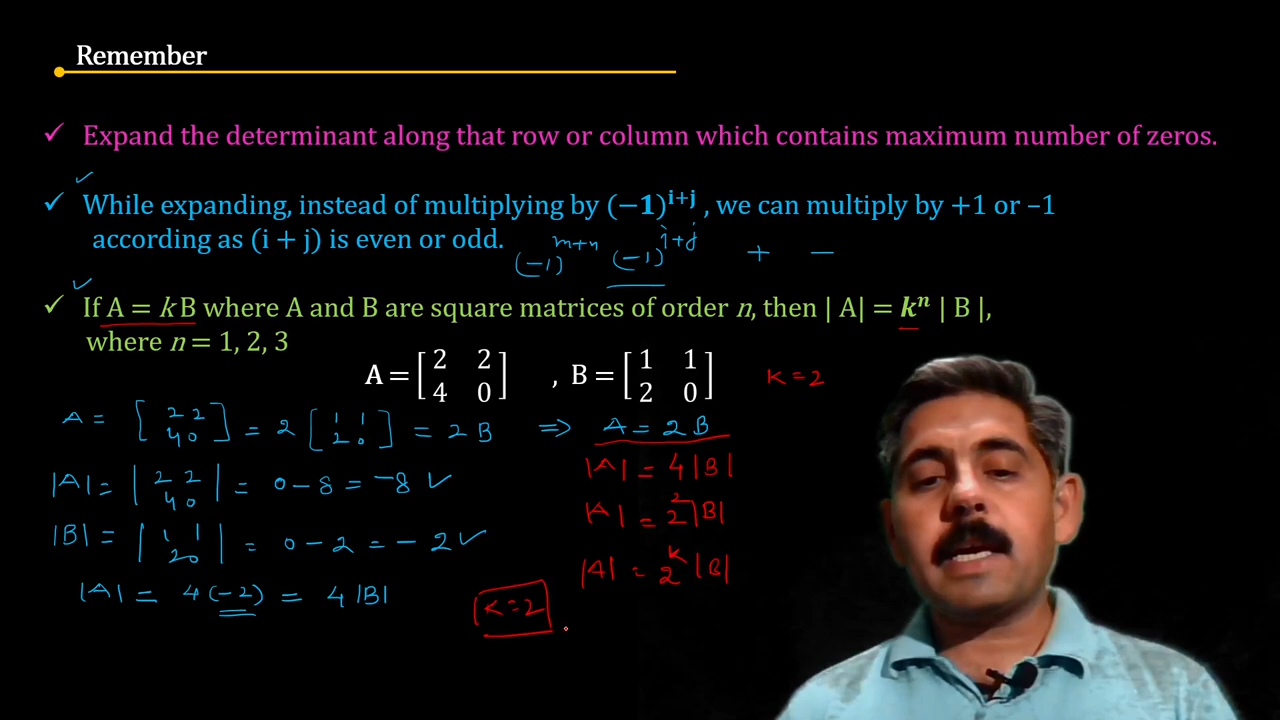 Remember
✓ Expand the determinant along that row or column which contains maximum number of zeros.
✓ While expanding, instead of multiplying by (−1)^{i+j} , we can multiply by +1 or –1
according as (i + j) is even or odd.
(−1)^{m+n} (−1)^{i+j} + −
✓ If A = k B where A and B are square matrices of order n, then | A| = k^n | B |,
where n = 1, 2, 3
A = [2 2; 4 0] , B = [1 1; 2 0] K = 2
A = [2 2; 4 0] = 2 [1 1; 2 0] = 2 B ⇒ A = 2 B
|A| = 4 |B|
|A| = |2 2; 4 0| = 0 − 8 = −8 ✓
|A| = 2^2 |B|
|B| = |1 1; 2 0| = 0 − 2 = − 2 ✓
|A| = 2^K |B|
|A| = 4 (−2) = 4 |B|
K = 2